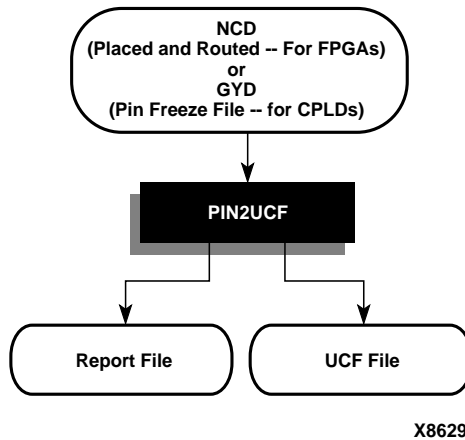 NCD
(Placed and Routed -- For FPGAs)
or
GYD
(Pin Freeze File -- for CPLDs)
PIN2UCF
Report File
UCF File
X8629